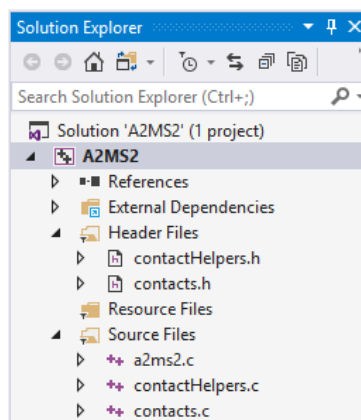 Solution Explorer
Search Solution Explorer (Ctrl+;)
Solution 'A2MS2' (1 project)
A2MS2
References
External Dependencies
Header Files
contactHelpers.h
contacts.h
Resource Files
Source Files
a2ms2.c
contactHelpers.c
contacts.c